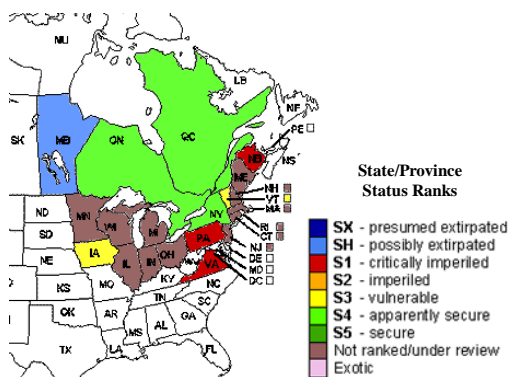 NU
LB
NF
MB
SK
QC
ON
PE
NB
NS
ME
NH
VT
MA
ND
MN
SD
WI
MI
NY
RI
CT
IA
PA
NJ
NE
DE
IL
IN
OH
MD
WV
VA
DC
KS
MO
KY
NC
TN
OK
AR
SC
MS
AL
GA
TX
LA
FL
State/Province
Status Ranks
SX - presumed extirpated
SH - possibly extirpated
S1 - critically imperiled
S2 - imperiled
S3 - vulnerable
S4 - apparently secure
S5 - secure
Not ranked/under review
Exotic